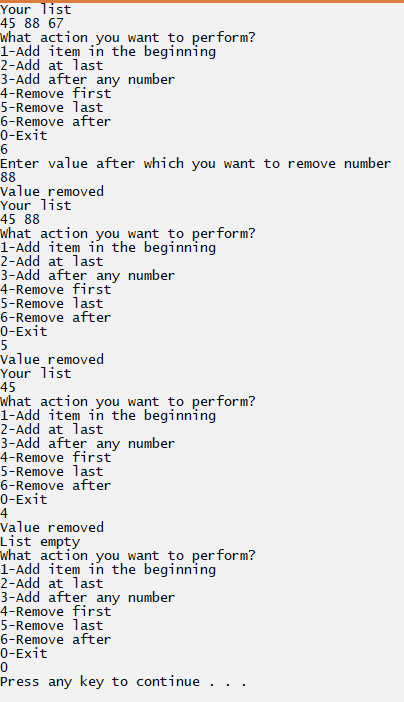 Your list
45 88 67
What action you want to perform?
1-Add item in the beginning
2-Add at last
3-Add after any number
4-Remove first
5-Remove last
6-Remove after
0-Exit
6
Enter value after which you want to remove number
88
Value removed
Your list
45 88
What action you want to perform?
1-Add item in the beginning
2-Add at last
3-Add after any number
4-Remove first
5-Remove last
6-Remove after
0-Exit
5
Value removed
Your list
45
What action you want to perform?
1-Add item in the beginning
2-Add at last
3-Add after any number
4-Remove first
5-Remove last
6-Remove after
0-Exit
4
Value removed
List empty
What action you want to perform?
1-Add item in the beginning
2-Add at last
3-Add after any number
4-Remove first
5-Remove last
6-Remove after
0-Exit
0
Press any key to continue . . .